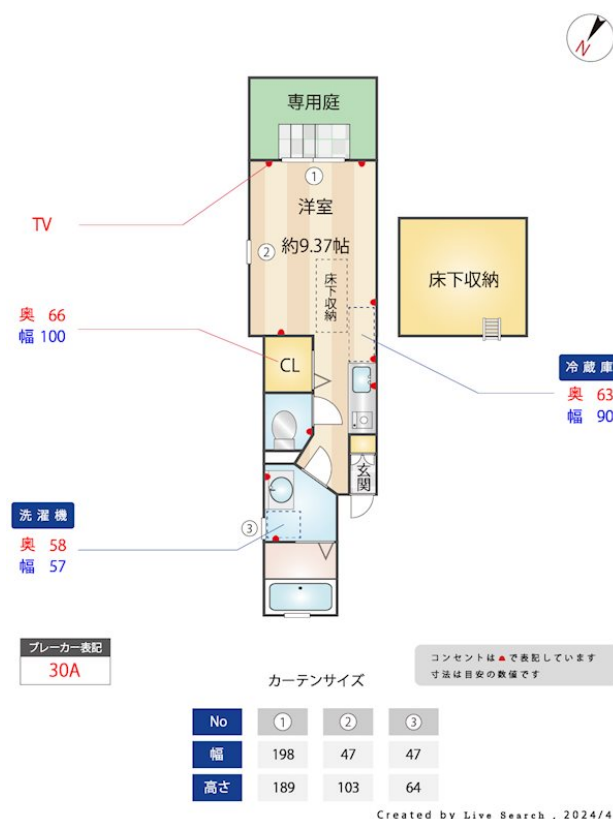 N
専用庭
①
洋室
②
約9.37帖
床下収納
床下収納
TV
奥 66
幅 100
CL
冷蔵庫
奥 63
幅 90
玄関
洗濯機
奥 58
幅 57
③
ブレーカー表記
30A
コンセントは で表記しています
寸法は目安の数値です
カーテンサイズ
No ① ② ③
幅 198 47 47
高さ 189 103 64
Created by Live Search , 2024/4